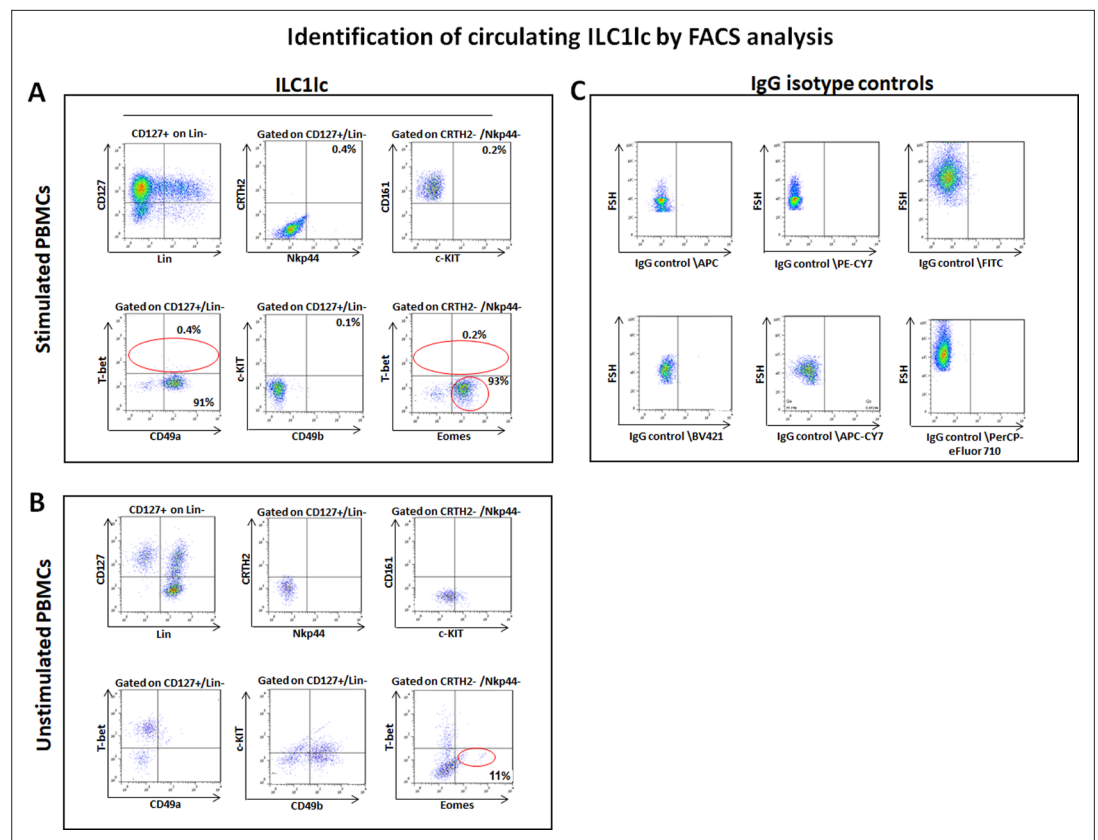 Identification of circulating ILC1lc by FACS analysis
A
ILC1lc
Stimulated PBMCs
CD127+ on Lin-
CD127
Lin
Gated on CD127+/Lin-
0.4%
CRTH2
Nkp44
Gated on CRTH2- /Nkp44-
0.2%
CD161
c-KIT
Gated on CD127+/Lin-
0.4%
T-bet
91%
CD49a
Gated on CD127+/Lin-
0.1%
c-KIT
CD49b
Gated on CRTH2- /Nkp44-
0.2%
T-bet
93%
Eomes
C
IgG isotype controls
FSH
IgG control \APC
FSH
IgG control \PE-CY7
FSH
IgG control \FITC
FSH
IgG control \BV421
FSH
IgG control \APC-CY7
FSH
IgG control \PerCP-
eFluor 710
B
Unstimulated PBMCs
CD127+ on Lin-
CD127
Lin
Gated on CD127+/Lin-
CRTH2
Nkp44
Gated on CRTH2- /Nkp44-
CD161
c-KIT
Gated on CD127+/Lin-
T-bet
CD49a
Gated on CD127+/Lin-
c-KIT
CD49b
Gated on CRTH2- /Nkp44-
T-bet
11%
Eomes